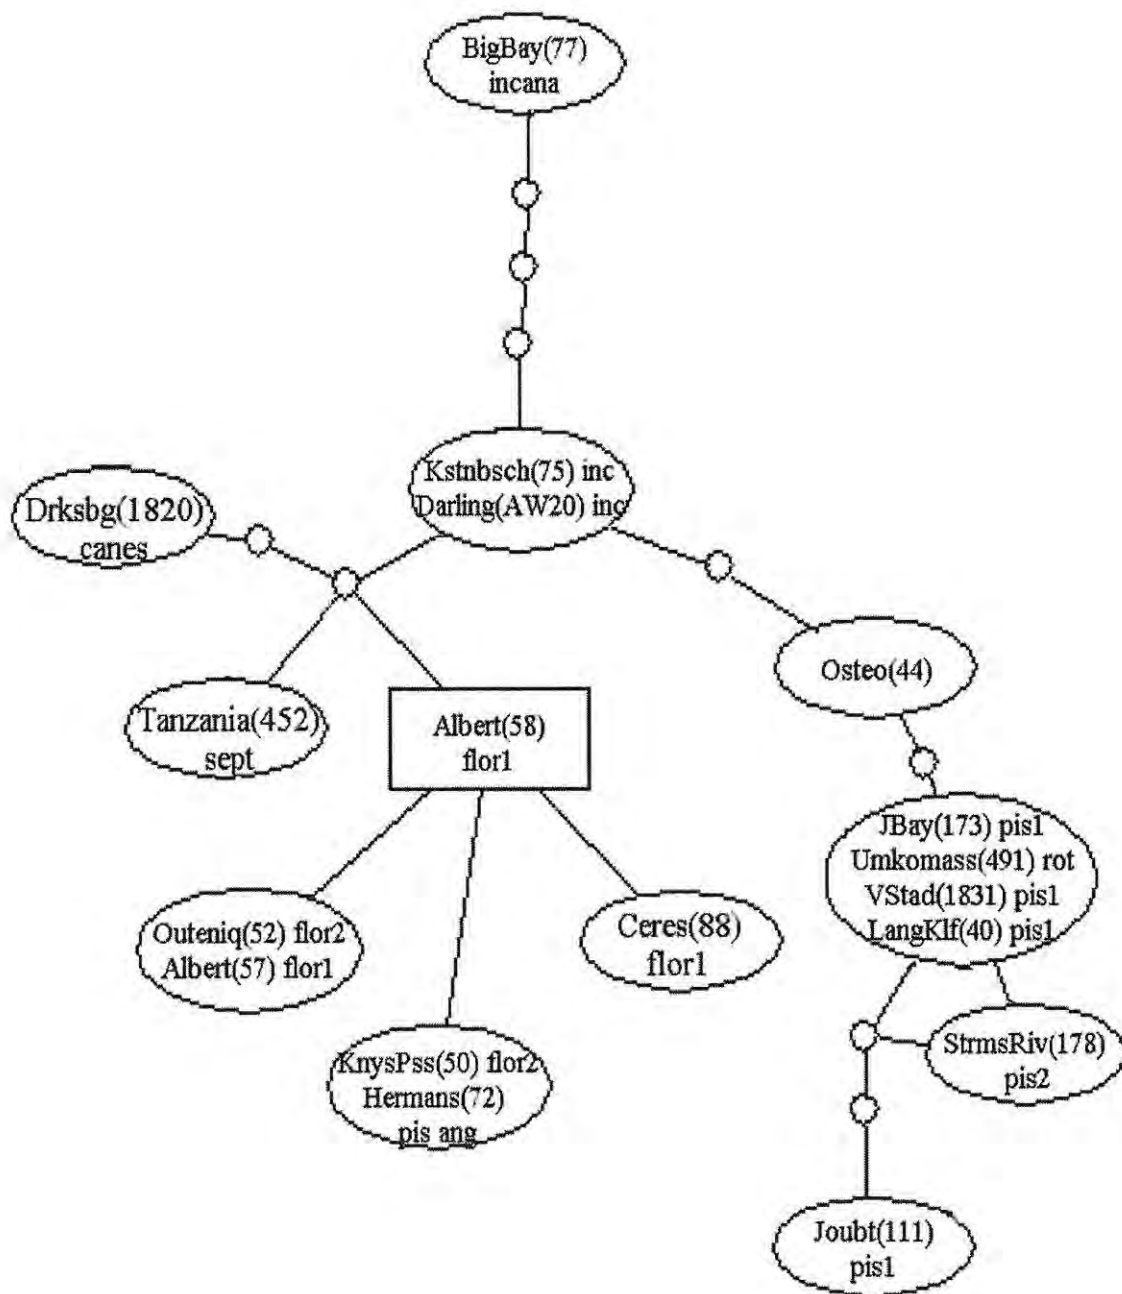 BigBay(77)
incana
Kstnbsch(75) inc
Darling(AW20) inc
Drksbg(1820)
canes
Osteo(44)
Tanzania(452)
sept
Albert(58)
flor1
JBay(173) pis1
Umkomass(491) rot
VStad(1831) pis1
LangKlf(40) pis1
Outeniq(52) flor2
Albert(57) flor1
Ceres(88)
flor1
KnysPss(50) flor2
Hermans(72)
pis ang
StrmsRiv(178)
pis2
Joubt(111)
pis1